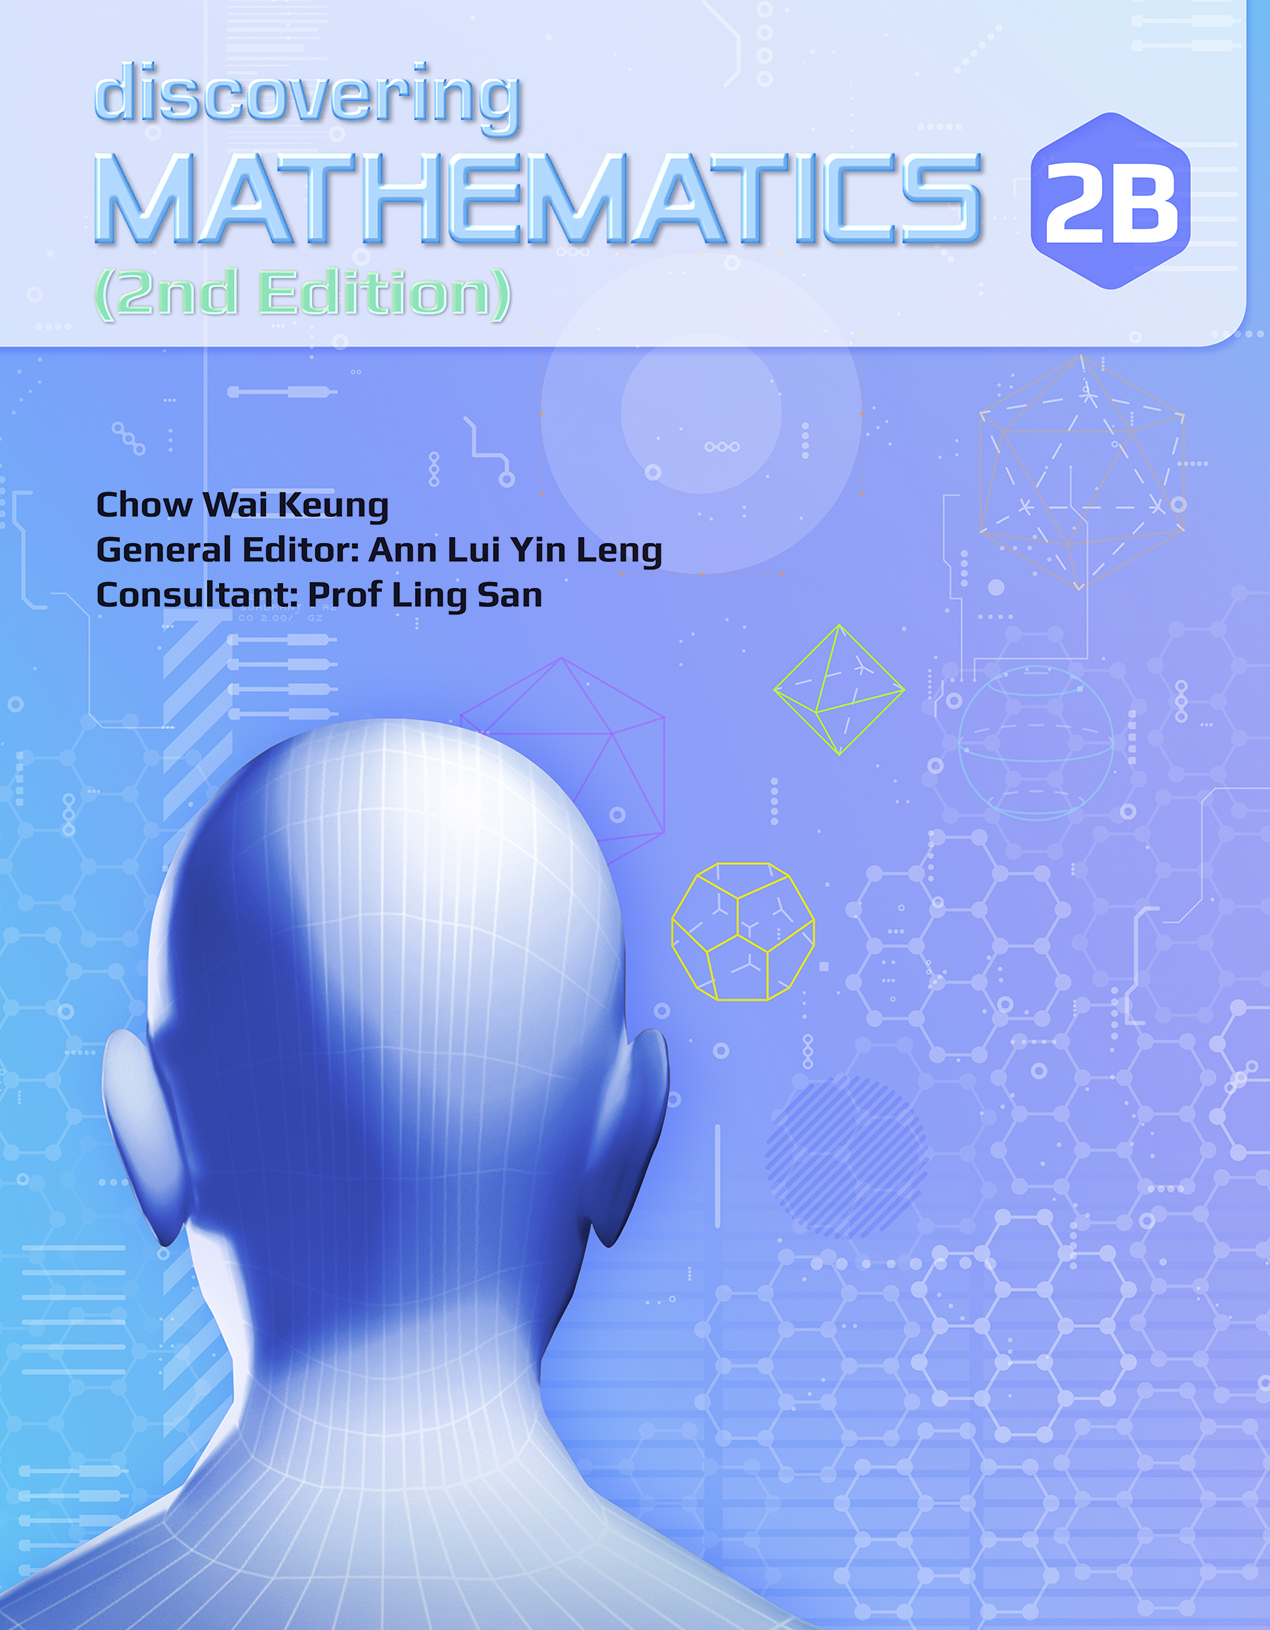 discovering
MATHEMATICS
2B
(2nd Edition)
Chow Wai Keung
General Editor: Ann Lui Yin Leng
Consultant: Prof Ling San